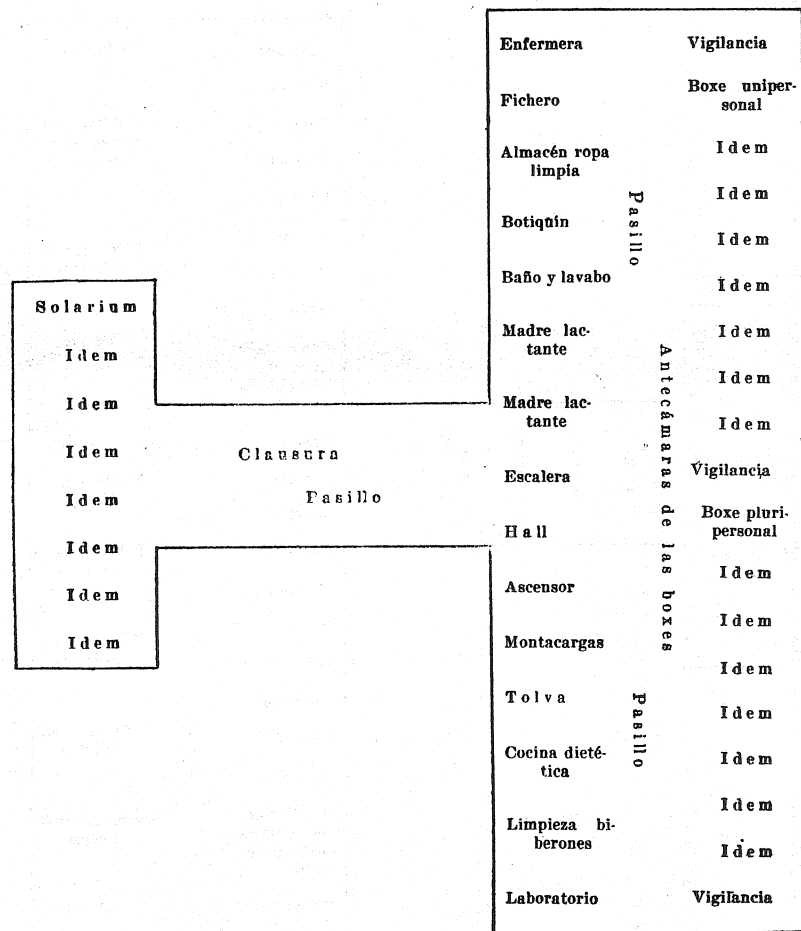 Solarium
Idem
Idem
Idem
Idem
Idem
Idem
Idem
Clausura
Pasillo
Enfermera
Fichero
Almacén ropa
limpia
Botiquín
Baño y lavabo
Madre lac-
tante
Madre lac-
tante
Escalera
Hall
Ascensor
Montacargas
Tolva
Cocina dieté-
tica
Limpieza bi-
berones
Laboratorio
Pasillo
Antecámaras de las boxes
Pasillo
Vigilancia
Boxe uniper-
sonal
Idem
Idem
Idem
Idem
Idem
Idem
Idem
Vigilancia
Boxe pluri-
personal
Idem
Idem
Idem
Idem
Idem
Idem
Idem
Vigilancia